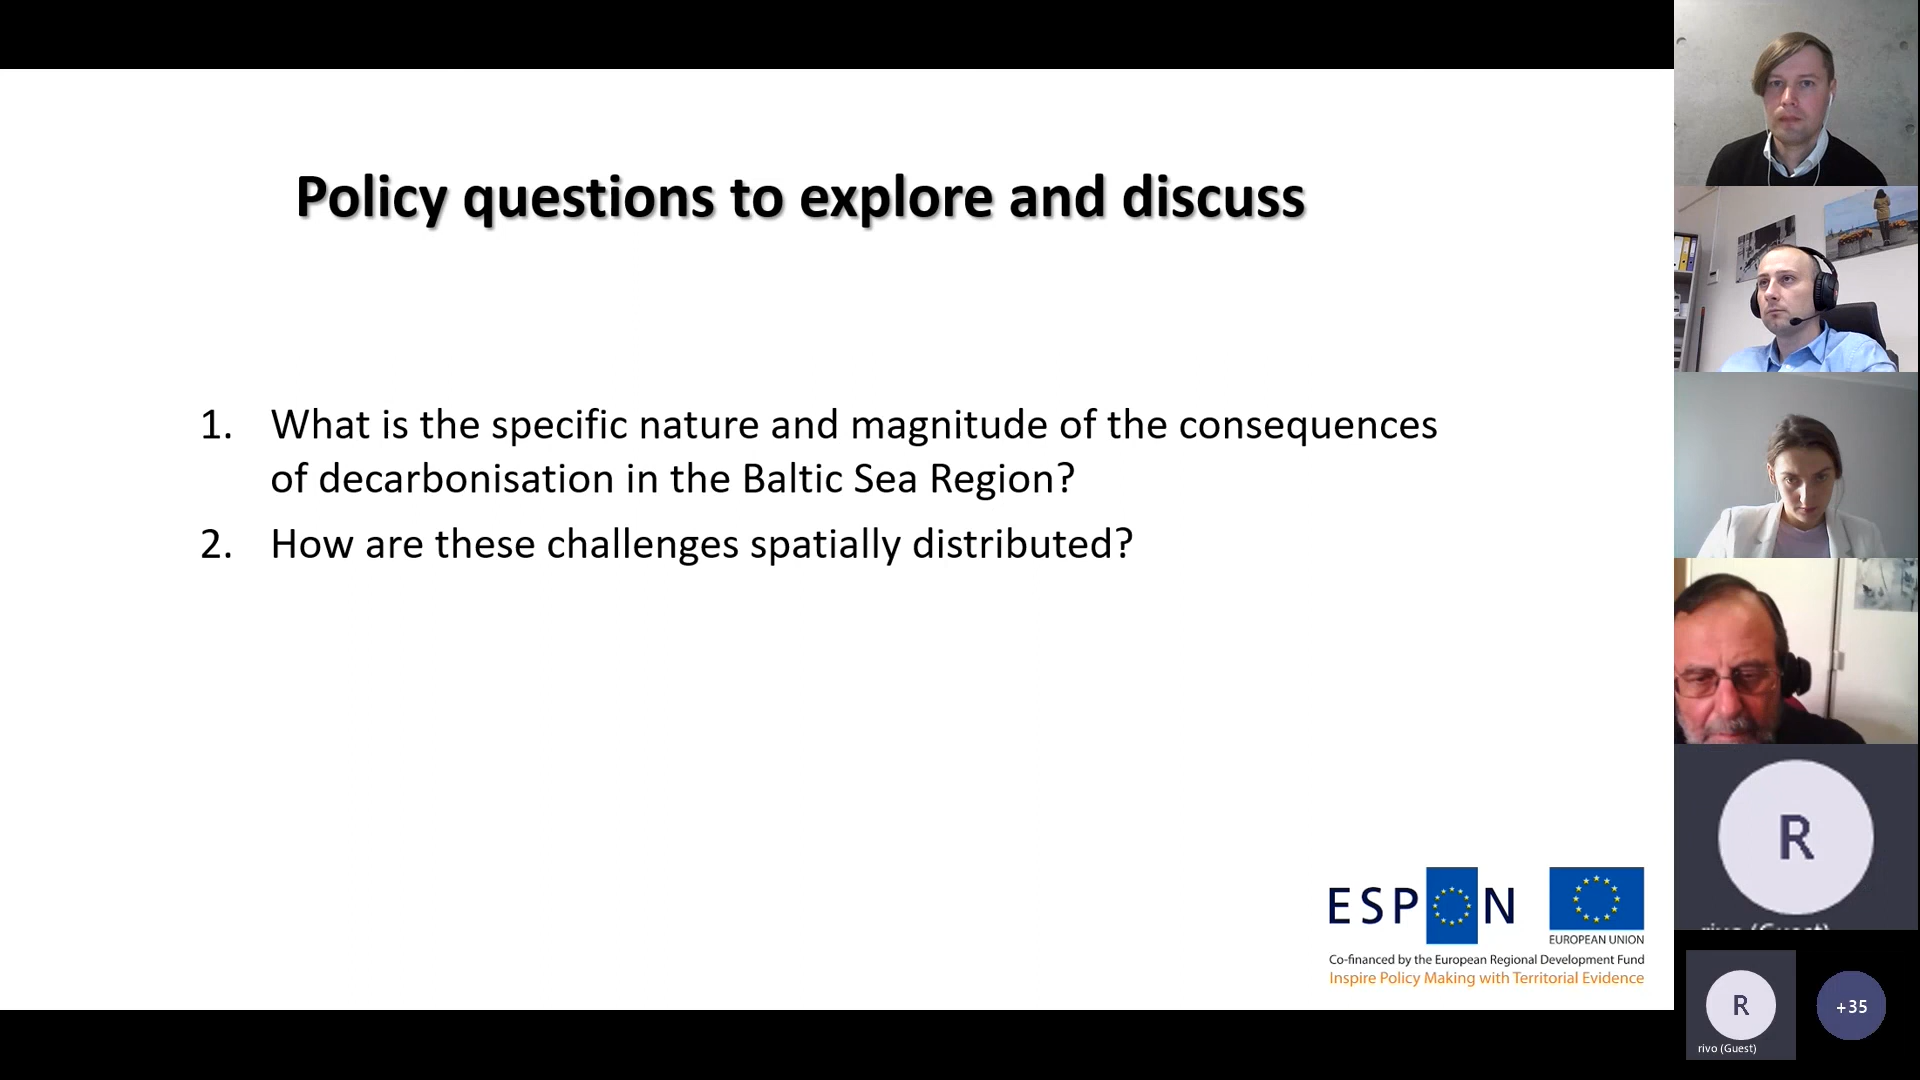 Policy questions to explore and discuss
1. What is the specific nature and magnitude of the consequences
of decarbonisation in the Baltic Sea Region?
2. How are these challenges spatially distributed?
ESPON
EUROPEAN UNION
Co-financed by the European Regional Development Fund
Inspire Policy Making with Territorial Evidence
R
rivo (Guest)
R
+35
rivo (Guest)